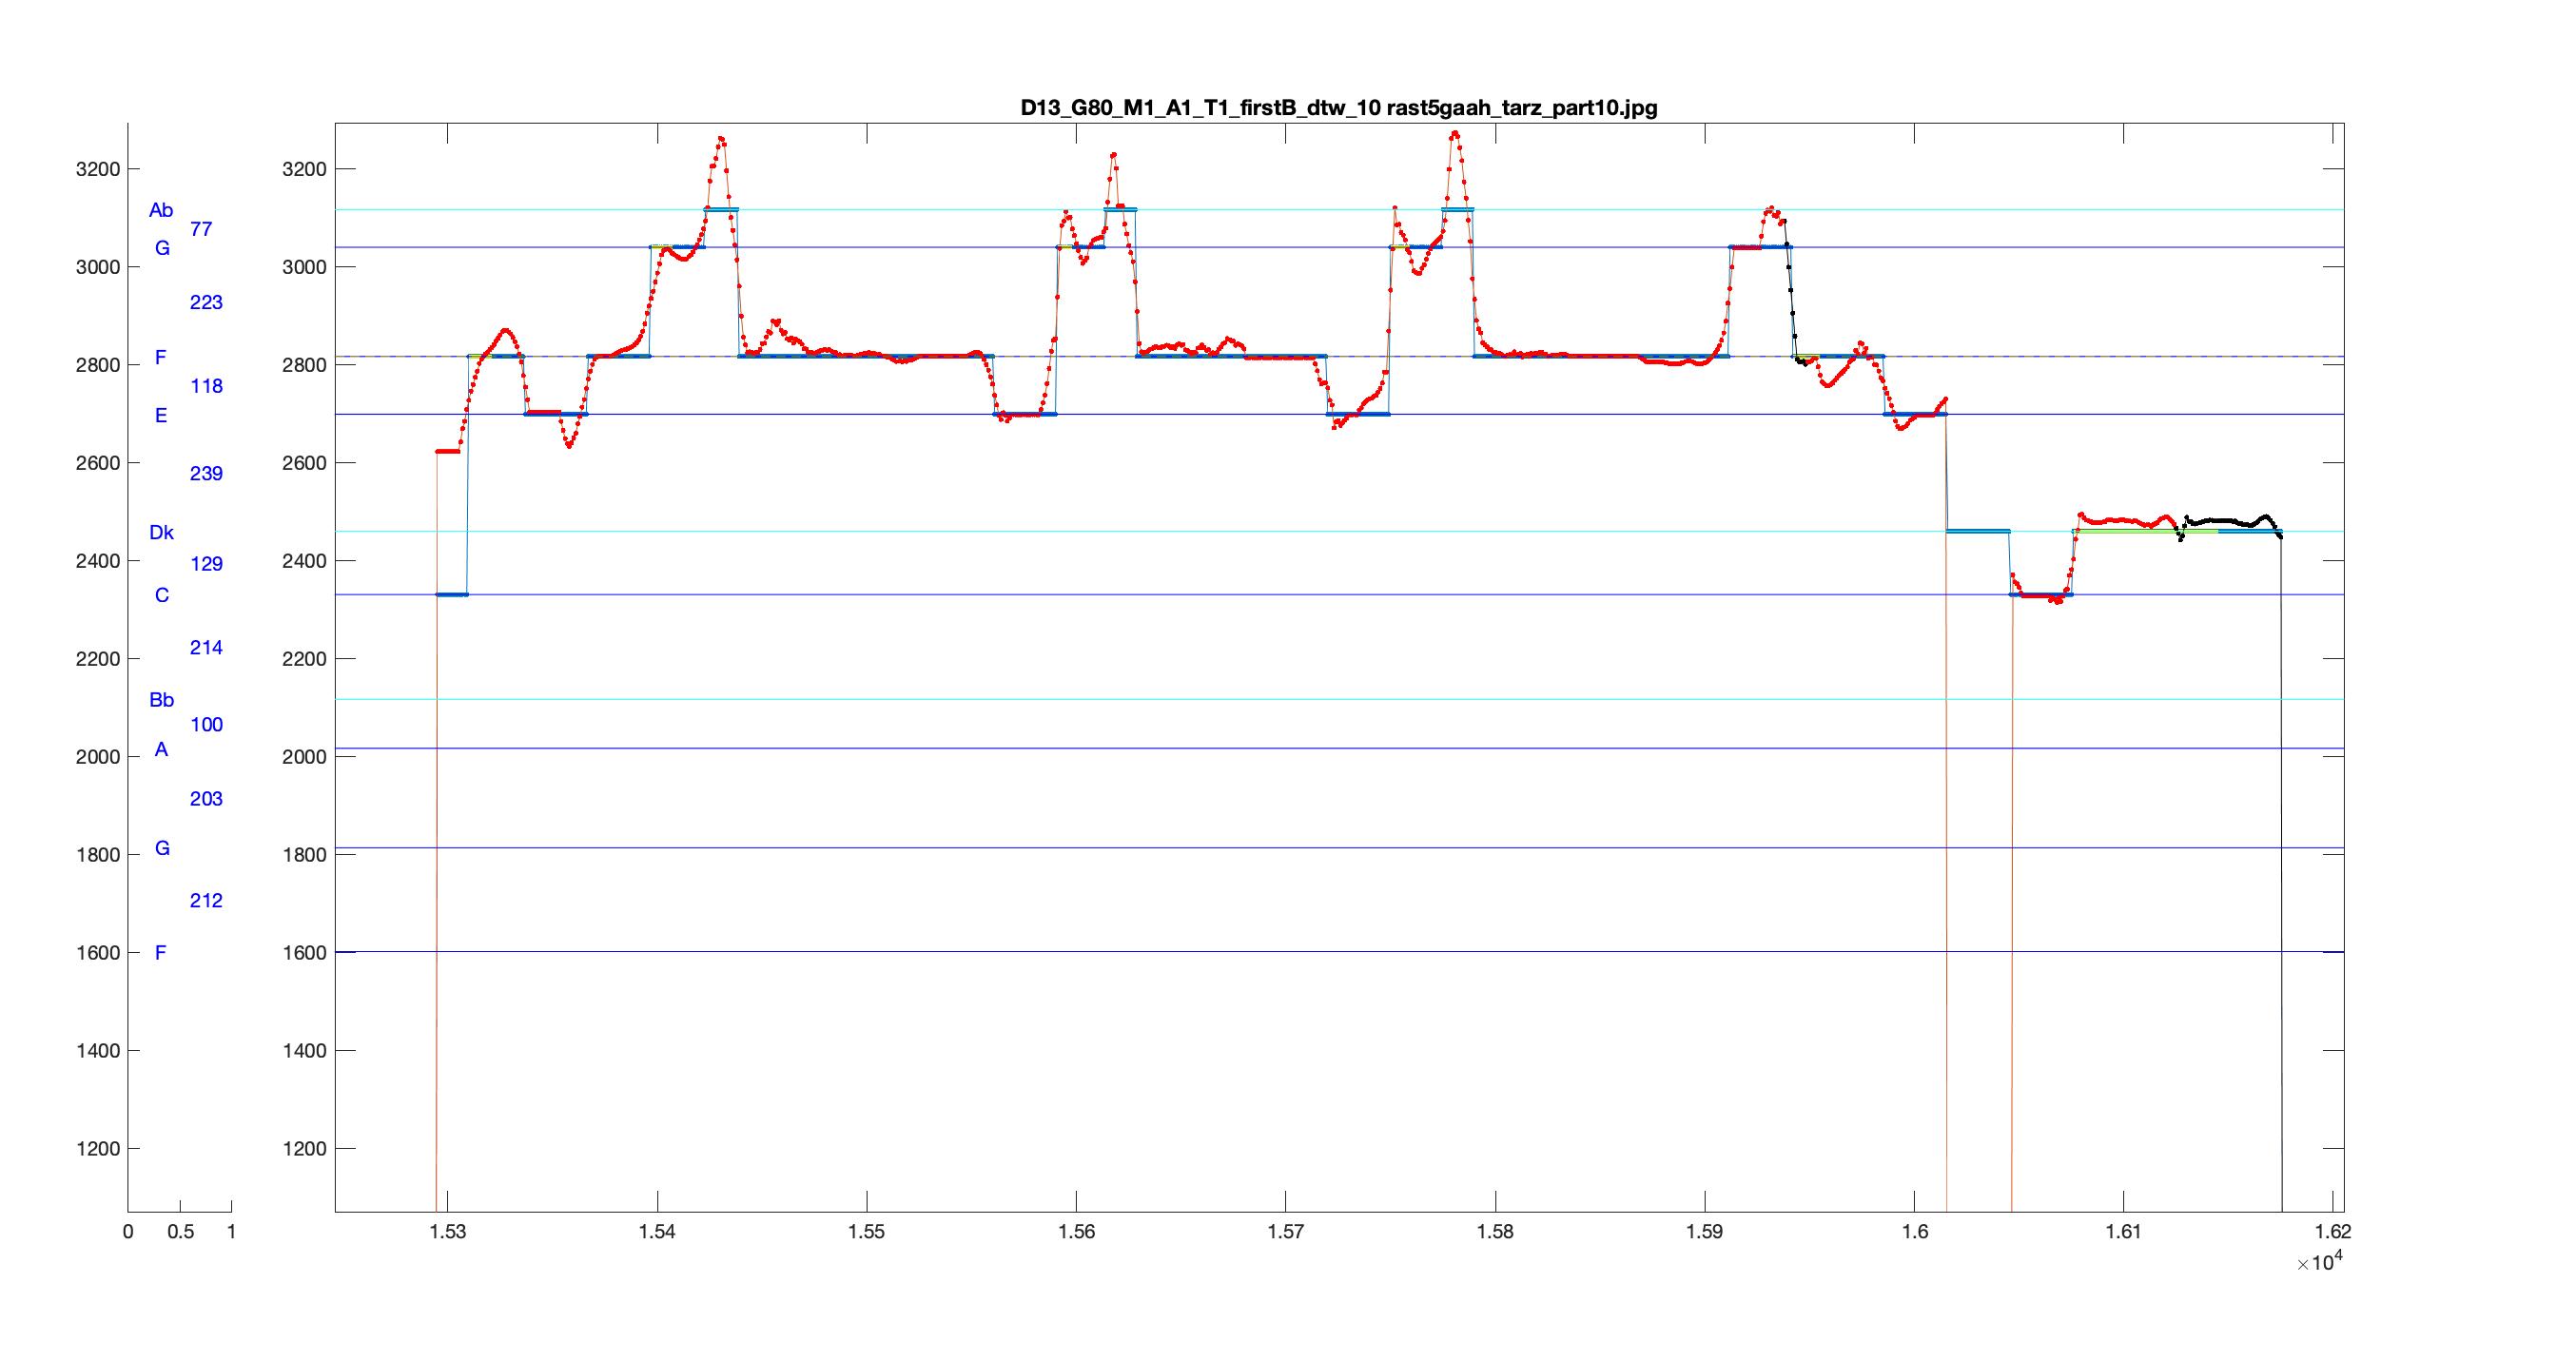 D13_G80_M1_A1_T1_firstB_dtw_10 rast5gaah_tarz_part10.jpg
3200 3200
Ab
77
G
3000 3000
223
F
2800 2800
118
E
2600 2600
239
Dk
2400 2400
129
C
2200 2200
214
Bb
100
A
2000 2000
203
G
1800 1800
212
F
1600 1600
1400 1400
1200 1200
0 0.5 1 1.53 1.54 1.55 1.56 1.57 1.58 1.59 1.6 1.61 1.62
×10⁴